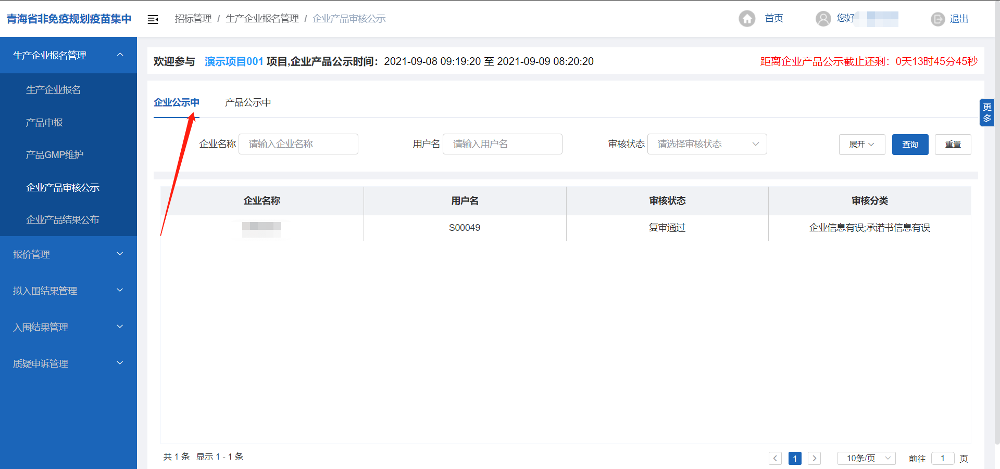 青海省非免疫规划疫苗集中
招标管理 / 生产企业报名管理 / 企业产品审核公示
首页
您好
退出
生产企业报名管理
生产企业报名
产品申报
产品GMP维护
企业产品审核公示
企业产品结果公布
报价管理
拟入围结果管理
入围结果管理
质疑申诉管理
欢迎参与 演示项目001 项目,企业产品公示时间：2021-09-08 09:19:20 至 2021-09-09 08:20:20
距离企业产品公示截止还剩：0天13时45分45秒
企业公示中 产品公示中
更多
企业名称 请输入企业名称 用户名 请输入用户名 审核状态 请选择审核状态 展开 查询 重置
企业名称 用户名 审核状态 审核分类
S00049 复审通过 企业信息有误;承诺书信息有误
共 1 条 显示 1 - 1 条
1 10条/页 前往 1 页